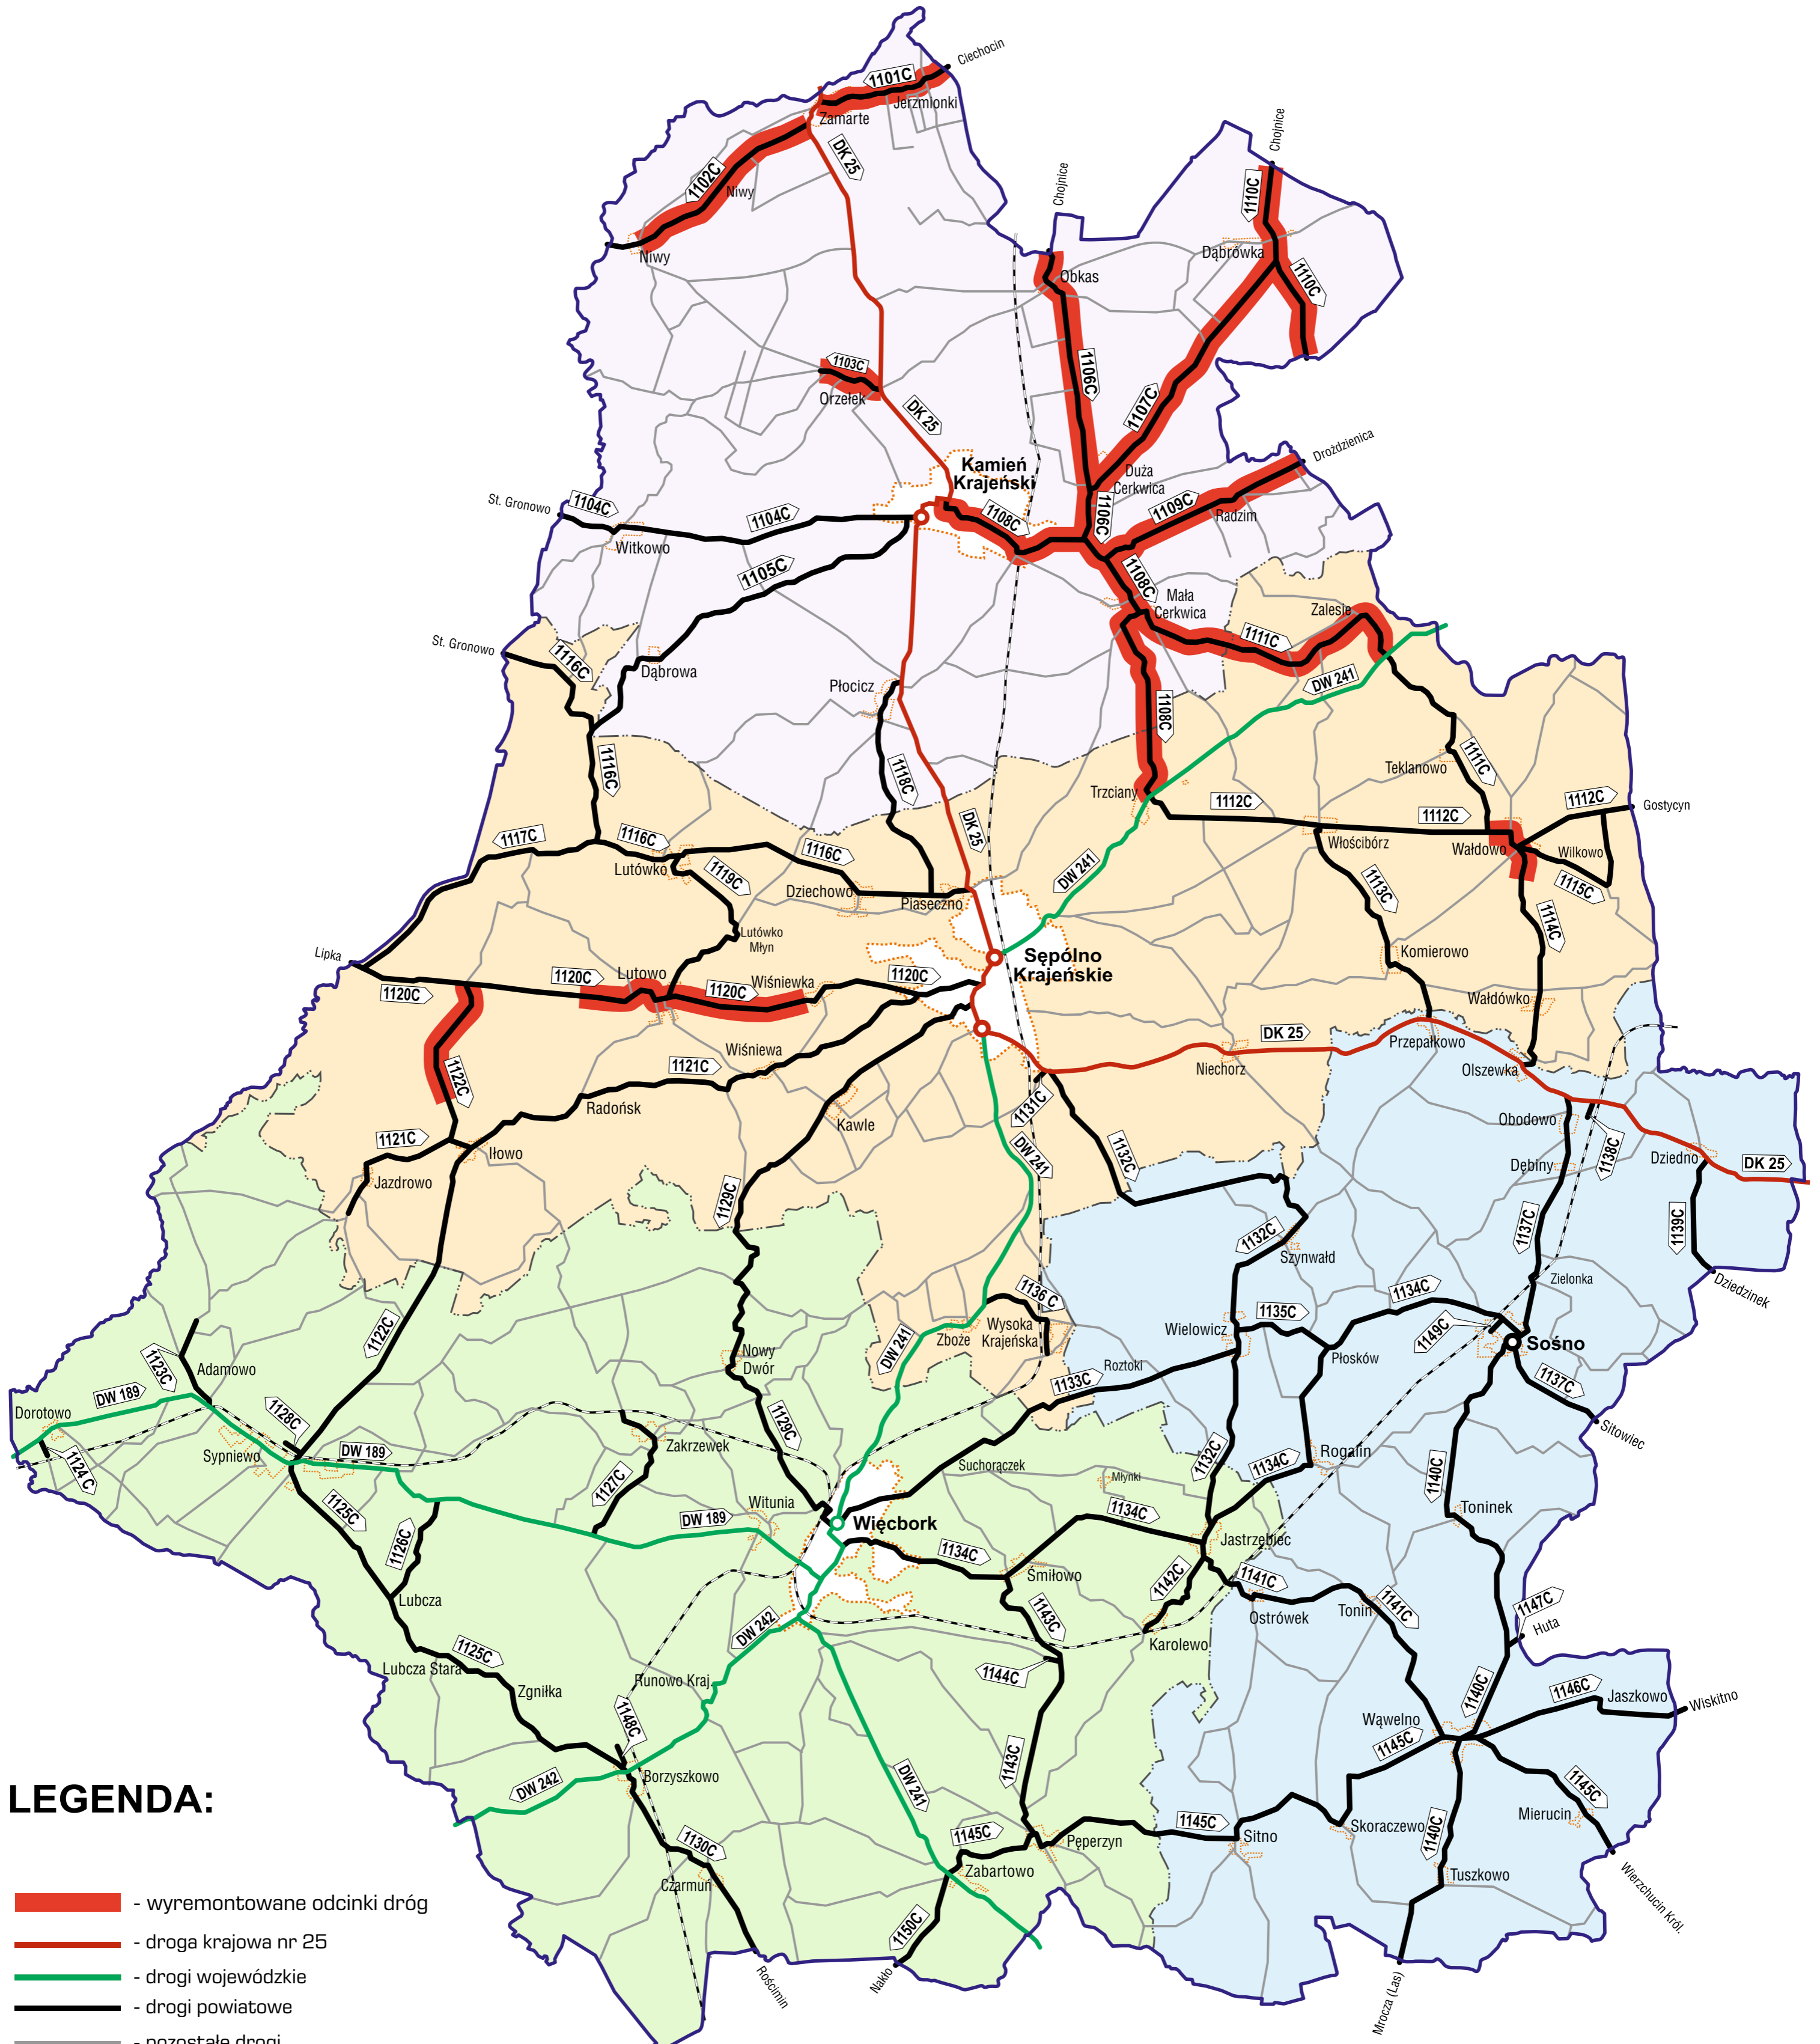 Ciechocin
1101C
Jerzmionki
Zamarte
DK 25
1102C
Niwy
Niwy
Chojnice
Chojnice
1110C
Dąbrówka
1110C
Obkas
1103C
Orzełek
1106C
1107C
DK 25
Kamień
Krajeński
Duża
Cerkwica
Drożdzienica
St. Gronowo
1104C
1104C
Witkowo
1108C
1106C
1109C
Radzim
1105C
1108C
Mała
Cerkwica
Zalesie
1111C
St. Gronowo
1116C
Dąbrowa
Płocicz
DW 241
1108C
1116C
1118C
Teklanowo
1111C
Trzciany
1112C
1112C
1112C
Gostycyn
1117C
1116C
1116C
DK 25
Włościbórz
Wałdowo
Wilkowo
Lutówko
1119C
Dziechowo
Piaseczno
DW 241
1113C
1115C
1114C
Lutówko
Młyn
Lipka
Sępólno
Krajeńskie
Komierowo
1120C
1120C
Lutowo
1120C
Wiśniewka
1120C
Wałdówko
DK 25
Przepałkowo
Niechorz
Olszewka
1122C
1121C
Wiśniewa
Radońsk
Kawle
1131C
DW 241
1132C
Obodowo
1138C
Dziedno
DK 25
1121C
Iłowo
Jazdrowo
Dębiny
1129C
1137C
1139C
1132C
Szynwałd
Zielonka
Dziedzinek
1136 C
Wysoka
Krajeńska
Zboże
1134C
1135C
Wielowicz
1149C
Sośno
1122C
1123C
Adamowo
Nowy
Dwór
DW 241
Roztoki
1133C
Płosków
1137C
Sitowiec
DW 189
Dorotowo
1128C
1124 C
Sypniewo
DW 189
Zakrzewek
1129C
1127C
Suchorączek
Młynki
1132C
1134C
Rogalin
1140C
1125C
1126C
Witunia
DW 189
Więcbork
1134C
Toninek
Jastrzębiec
1134C
Śmiłowo
1142C
1141C
Ostrówek
Tonin
1141C
1147C
Huta
Lubcza
1143C
Karolewo
DW 242
1125C
Lubcza Stara
Zgniłka
Runowo Kraj.
1144C
1140C
1146C
Jaszkowo
Wiskitno
1148C
Wąwelno
1145C
1143C
DW 242
Borzyszkowo
DW 241
1145C
Mierucin
1145C
1145C
Pęperzyn
Sitno
Skoraczewo
1140C
1130C
Czarmuń
Zabartowo
Tuszkowo
Wierzchucin Król.
1150C
Nakło
Rościmin
Mrocza (Las)
LEGENDA:
- wyremontowane odcinki dróg
- droga krajowa nr 25
- drogi wojewódzkie
- drogi powiatowe
- pozostałe drogi